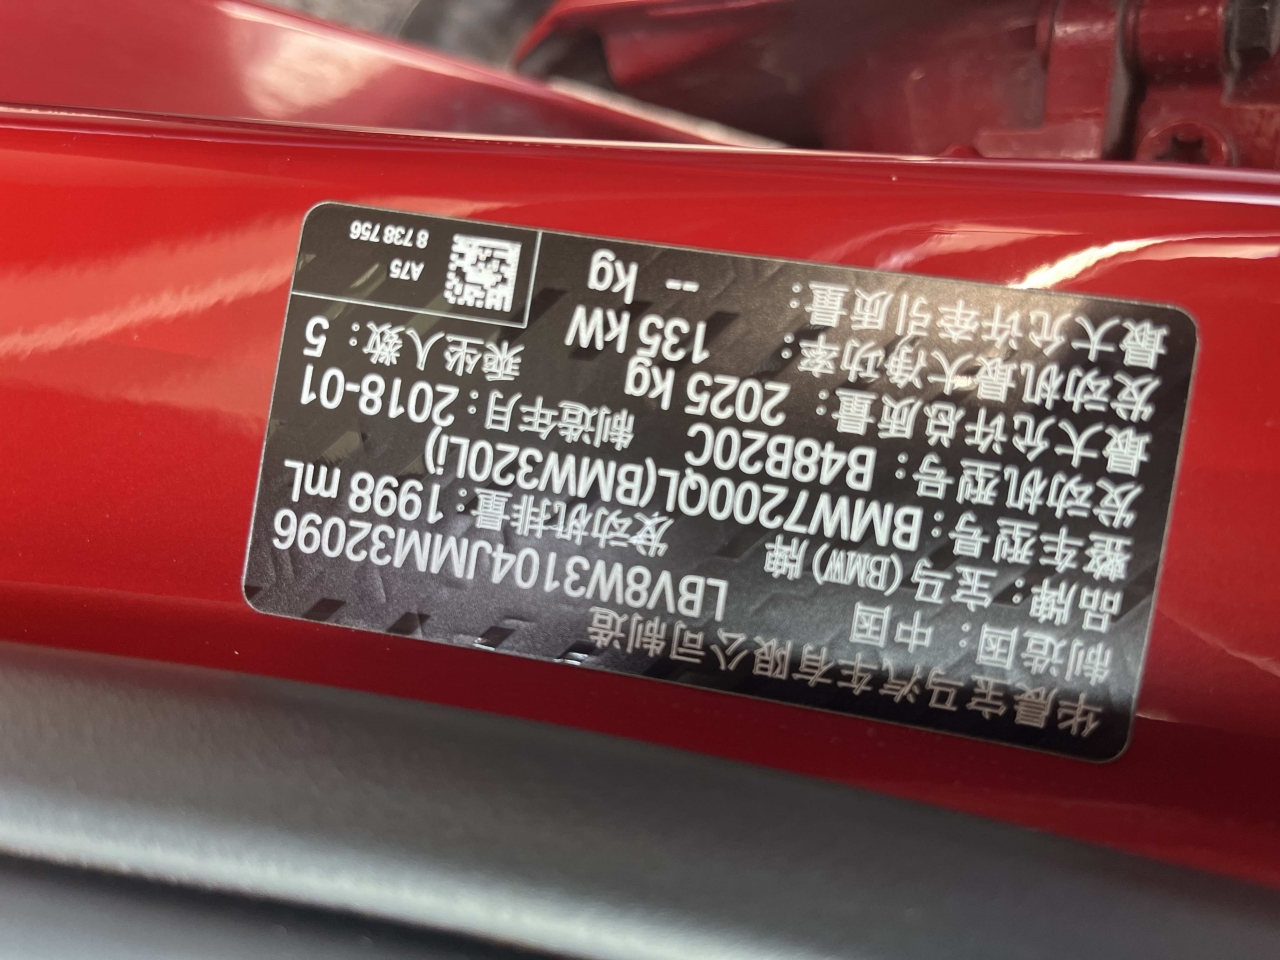 华晨宝马汽车有限公司制造
制造国：中国 LBV8W3104JMM32096
品牌：宝马(BMW)牌
整车型号：BMW7200QL(BMW320Li) 发动机排量：1998 mL
发动机型号：B48B20C 制造年月：2018-01
最大允许总质量：2025 kg 乘坐人数：5
发动机最大净功率：135 kW
最大允许牵引质量：-- kg
A75
8 738 756